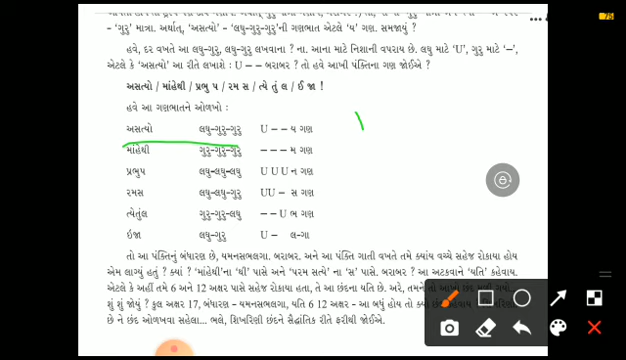 – 'ગુરુ' માત્રા. અર્થાત્, 'અસત્યો' – 'લઘુ-ગુરુ-ગુરુ'ની ગણભાત એટલે 'ય' ગણ. સમજાયું ?
હવે, દર વખતે આ લઘુ-ગુરુ, લઘુ-ગુરુ લખવાના ? ના. આના માટે નિશાની વપરાય છે. લઘુ માટે 'U', ગુરુ માટે '–',
એટલે કે 'અસત્યો' આ રીતે લખાશે : U – – બરાબર ? તો હવે આખી પંક્તિના ગણ જોઈએ ?
અસત્યો / માંહેથી / પ્રભુ પ / રમ સ / ત્યે તું લ / ઈ જા !
હવે આ ગણભાતને ઓળખો :
અસત્યો લઘુ-ગુરુ-ગુરુ U – – ય ગણ
માંહેથી ગુરુ-ગુરુ-ગુરુ – – – મ ગણ
પ્રભુપ લઘુ-લઘુ-લઘુ U U U ન ગણ
રમસ લઘુ-લઘુ-ગુરુ UU – સ ગણ
ત્યેતુંલ ગુરુ-ગુરુ-લઘુ – – U ભ ગણ
ઈજા લઘુ-ગુરુ U – લ-ગા
તો આ પંક્તિનું બંધારણ છે, યમનસભલગા. બરાબર. અને આ પંક્તિ ગાતી વખતે તમે ક્યાંય વચ્ચે સહેજ રોકાયા હોય
એમ લાગ્યું હતું ? ક્યાં ? 'માંહેથી'ના 'થી' પાસે અને 'પરમ સત્યે' ના 'સ' પાસે. બરાબર ? આ અટકવાને 'યતિ' કહેવાય.
એટલે કે અહીં તમે 6 અને 12 અક્ષર પાસે સહેજ રોકાયા હતા, તે આ છંદના યતિ છે. અરે, તમને તો આખો છંદ મળી ગયો.
શું શું જોયું ? કુલ અક્ષર 17, બંધારણ – યમનસભલગા, યતિ 6 12 અક્ષર – આ બધું હોય તો ક્યો છંદ કહેવાય
છે ને છંદ ઓળખવા સહેલા... ભલે, શિખરિણી છંદને સૈદ્ધાંતિક રીતે ફરીથી જોઈએ.
75